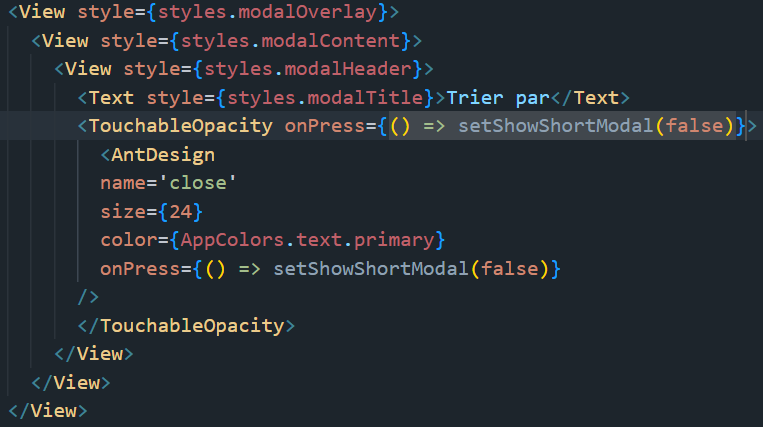 <View style={styles.modalOverlay}>
<View style={styles.modalContent}>
<View style={styles.modalHeader}>
<Text style={styles.modalTitle}>Trier par</Text>
<TouchableOpacity onPress={() => setShowShortModal(false)}>
<AntDesign
name='close'
size={24}
color={AppColors.text.primary}
onPress={() => setShowShortModal(false)}
/>
</TouchableOpacity>
</View>
</View>
</View>